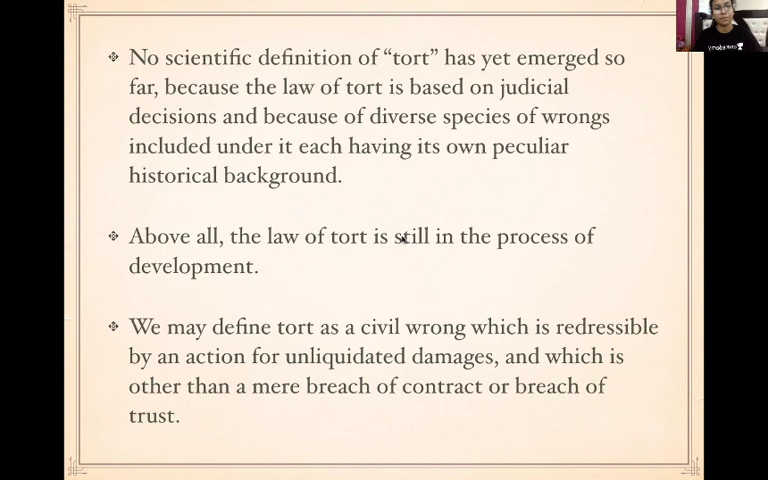 No scientific definition of “tort” has yet emerged so
far, because the law of tort is based on judicial
decisions and because of diverse species of wrongs
included under it each having its own peculiar
historical background.
Above all, the law of tort is still in the process of
development.
We may define tort as a civil wrong which is redressible
by an action for unliquidated damages, and which is
other than a mere breach of contract or breach of
trust.